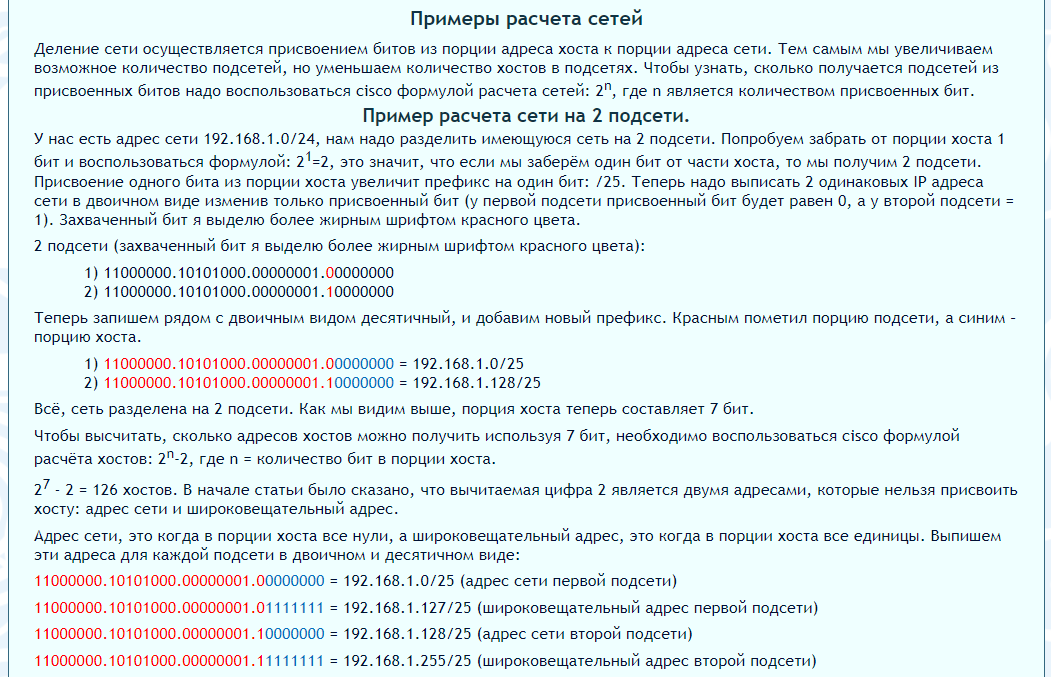 Примеры расчета сетей
Деление сети осуществляется присвоением битов из порции адреса хоста к порции адреса сети. Тем самым мы увеличиваем
возможное количество подсетей, но уменьшаем количество хостов в подсетях. Чтобы узнать, сколько получается подсетей из
присвоенных битов надо воспользоваться cisco формулой расчета сетей: 2ⁿ, где n является количеством присвоенных бит.
Пример расчета сети на 2 подсети.
У нас есть адрес сети 192.168.1.0/24, нам надо разделить имеющуюся сеть на 2 подсети. Попробуем забрать от порции хоста 1
бит и воспользоваться формулой: 2¹=2, это значит, что если мы заберём один бит от части хоста, то мы получим 2 подсети.
Присвоение одного бита из порции хоста увеличит префикс на один бит: /25. Теперь надо выписать 2 одинаковых IP адреса
сети в двоичном виде изменив только присвоенный бит (у первой подсети присвоенный бит будет равен 0, а у второй подсети =
1). Захваченный бит я выделю более жирным шрифтом красного цвета.
2 подсети (захваченный бит я выделю более жирным шрифтом красного цвета):
1) 11000000.10101000.00000001.00000000
2) 11000000.10101000.00000001.10000000
Теперь запишем рядом с двоичным видом десятичный, и добавим новый префикс. Красным пометил порцию подсети, а синим –
порцию хоста.
1) 11000000.10101000.00000001.00000000 = 192.168.1.0/25
2) 11000000.10101000.00000001.10000000 = 192.168.1.128/25
Всё, сеть разделена на 2 подсети. Как мы видим выше, порция хоста теперь составляет 7 бит.
Чтобы высчитать, сколько адресов хостов можно получить используя 7 бит, необходимо воспользоваться cisco формулой
расчёта хостов: 2ⁿ-2, где n = количество бит в порции хоста.
2⁷ - 2 = 126 хостов. В начале статьи было сказано, что вычитаемая цифра 2 является двумя адресами, которые нельзя присвоить
хосту: адрес сети и широковещательный адрес.
Адрес сети, это когда в порции хоста все нули, а широковещательный адрес, это когда в порции хоста все единицы. Выпишем
эти адреса для каждой подсети в двоичном и десятичном виде:
11000000.10101000.00000001.00000000 = 192.168.1.0/25 (адрес сети первой подсети)
11000000.10101000.00000001.01111111 = 192.168.1.127/25 (широковещательный адрес первой подсети)
11000000.10101000.00000001.10000000 = 192.168.1.128/25 (адрес сети второй подсети)
11000000.10101000.00000001.11111111 = 192.168.1.255/25 (широковещательный адрес второй подсети)